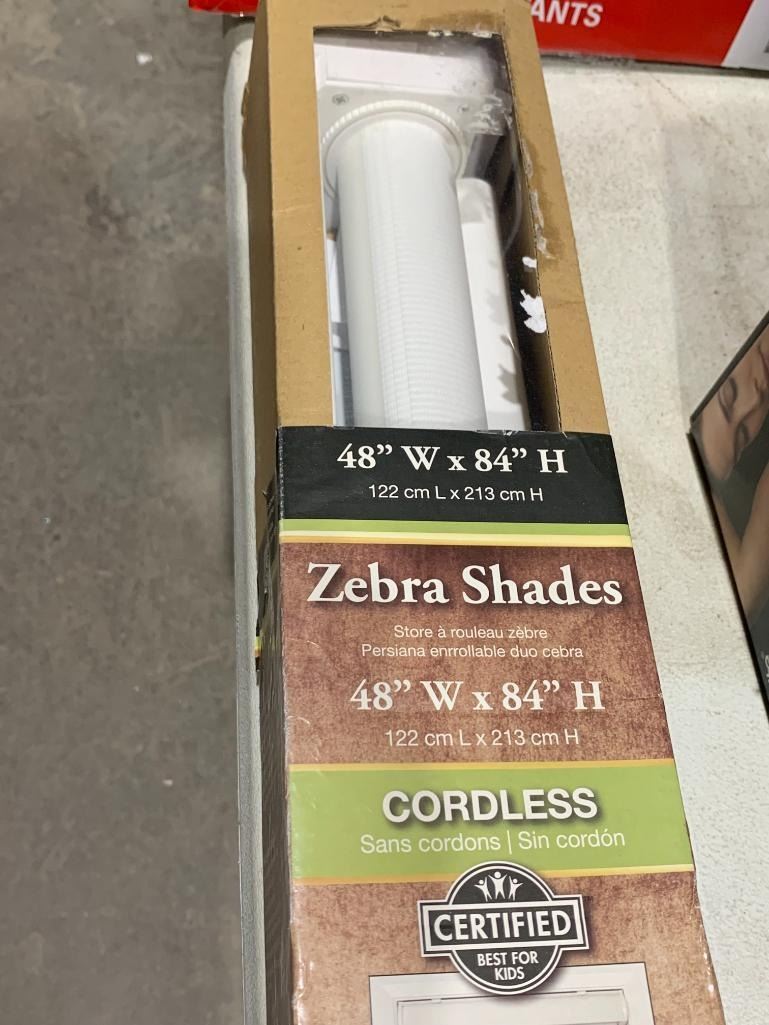 ANTS
48” W x 84” H
122 cm L x 213 cm H
Zebra Shades
Store à rouleau zèbre
Persiana enrrollable duo cebra
48” W x 84” H
122 cm L x 213 cm H
CORDLESS
Sans cordons | Sin cordón
CERTIFIED
BEST FOR
KIDS